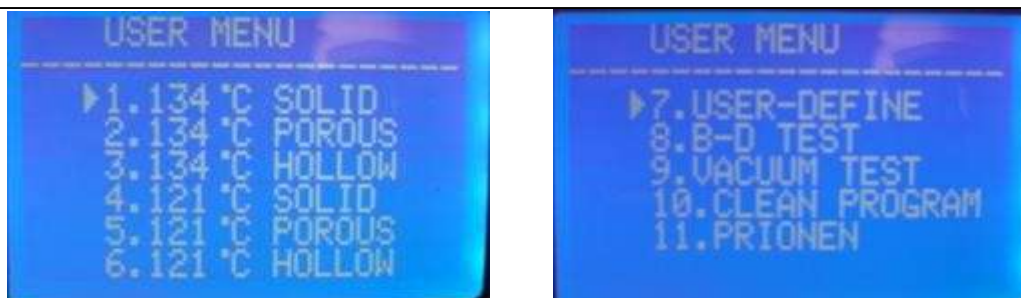 USER MENU
▶1.134°C SOLID
2.134°C POROUS
3.134°C HOLLOW
4.121°C SOLID
5.121°C POROUS
6.121°C HOLLOW
USER MENU
▶7.USER-DEFINE
8.B-D TEST
9.VACUUM TEST
10.CLEAN PROGRAM
11.PRIONEN